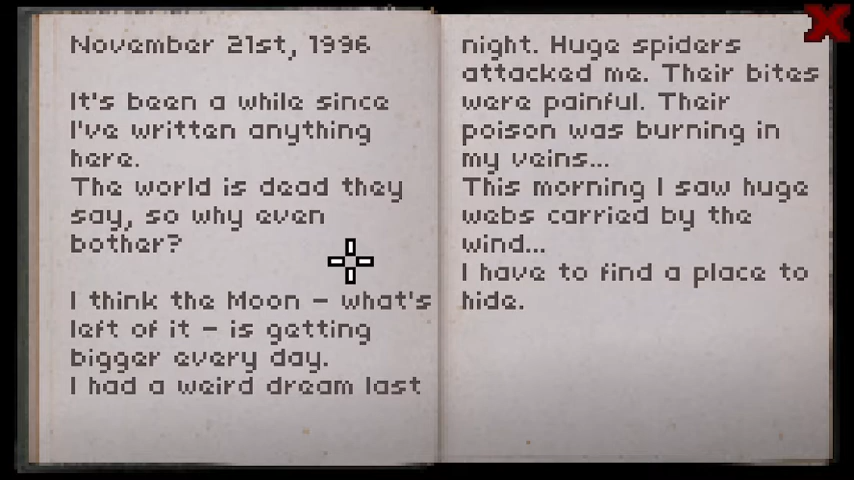 November 21st, 1996
It's been a while since
I've written anything
here.
The world is dead they
say, so why even
bother?
I think the Moon – what's
left of it – is getting
bigger every day.
I had a weird dream last
night. Huge spiders
attacked me. Their bites
were painful. Their
poison was burning in
my veins...
This morning I saw huge
webs carried by the
wind...
I have to find a place to
hide.